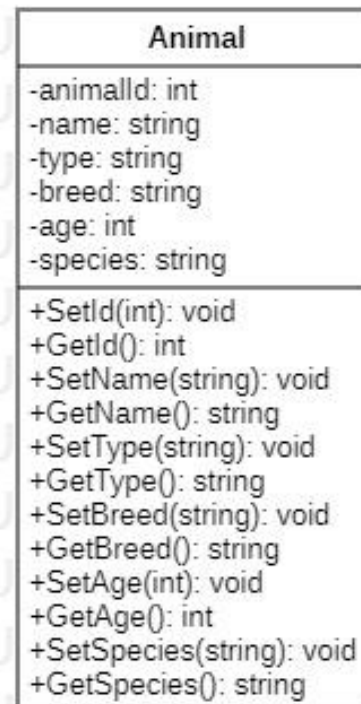 Animal
-animalId: int
-name: string
-type: string
-breed: string
-age: int
-species: string
+SetId(int): void
+GetId(): int
+SetName(string): void
+GetName(): string
+SetType(string): void
+GetType(): string
+SetBreed(string): void
+GetBreed(): string
+SetAge(int): void
+GetAge(): int
+SetSpecies(string): void
+GetSpecies(): string